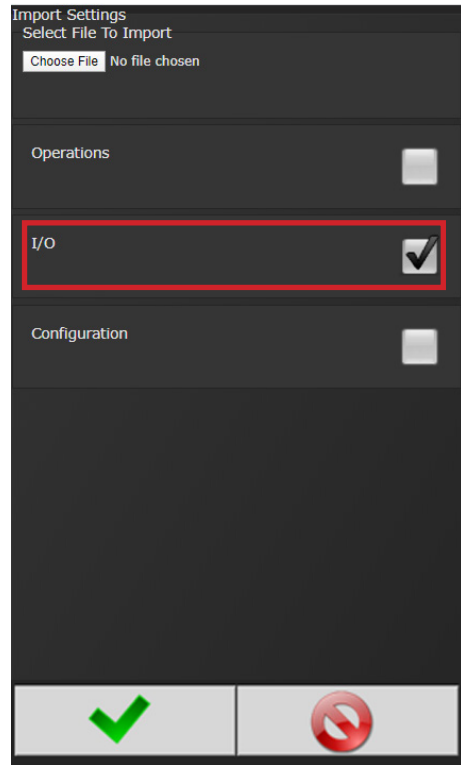 Import Settings
Select File To Import
Choose File No file chosen
Operations
I/O
Configuration